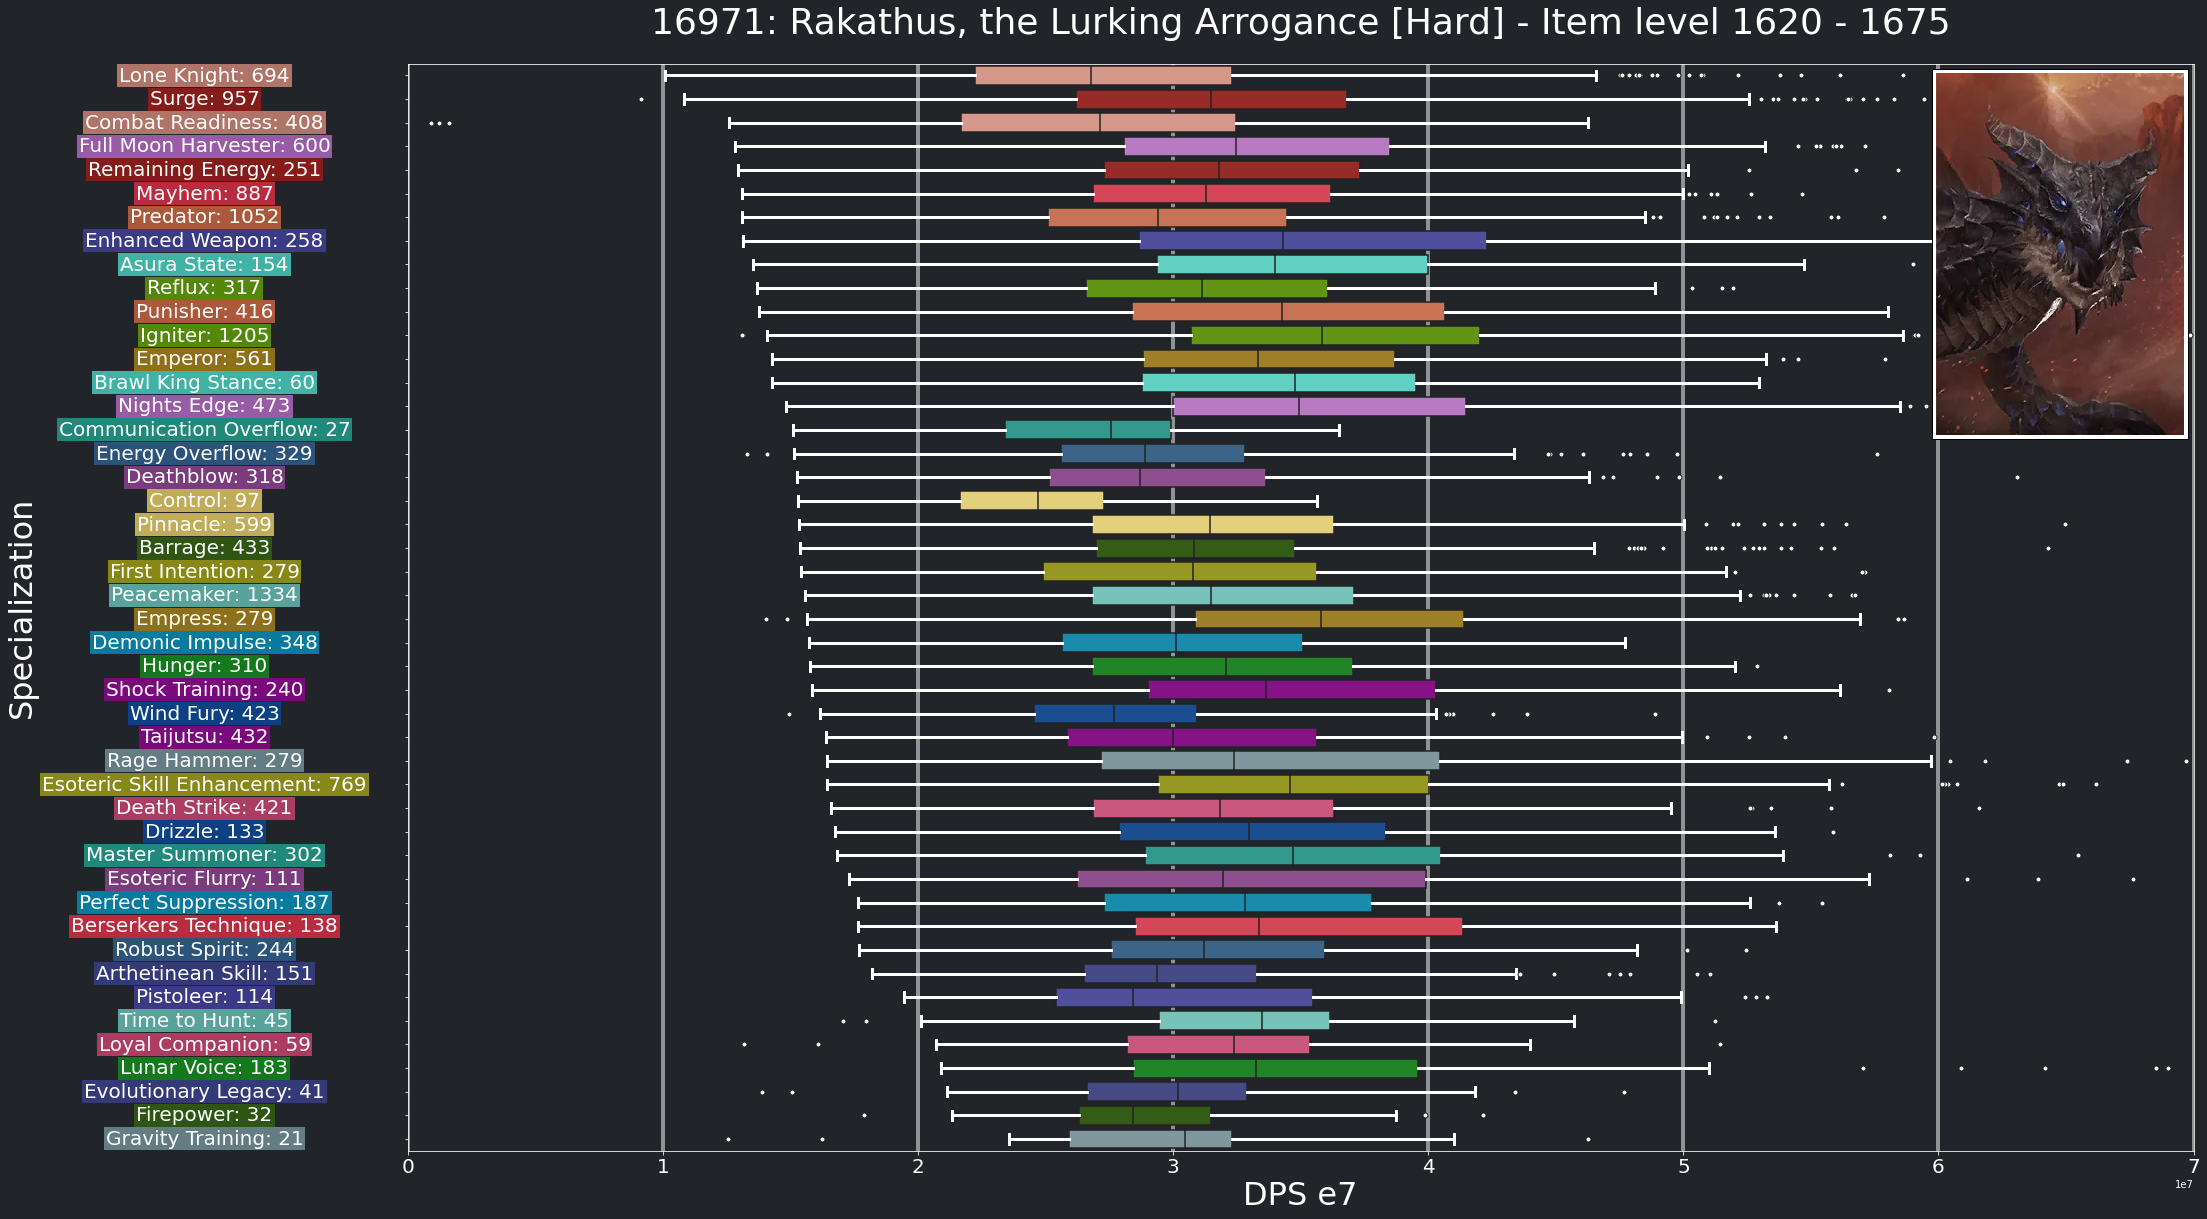 16971: Rakathus, the Lurking Arrogance [Hard] - Item level 1620 - 1675
Lone Knight: 694
Surge: 957
Combat Readiness: 408
Full Moon Harvester: 600
Remaining Energy: 251
Mayhem: 887
Predator: 1052
Enhanced Weapon: 258
Asura State: 154
Reflux: 317
Punisher: 416
Igniter: 1205
Emperor: 561
Brawl King Stance: 60
Nights Edge: 473
Communication Overflow: 27
Energy Overflow: 329
Deathblow: 318
Control: 97
Pinnacle: 599
Barrage: 433
First Intention: 279
Peacemaker: 1334
Empress: 279
Demonic Impulse: 348
Hunger: 310
Shock Training: 240
Wind Fury: 423
Taijutsu: 432
Rage Hammer: 279
Esoteric Skill Enhancement: 769
Death Strike: 421
Drizzle: 133
Master Summoner: 302
Esoteric Flurry: 111
Perfect Suppression: 187
Berserkers Technique: 138
Robust Spirit: 244
Arthetinean Skill: 151
Pistoleer: 114
Time to Hunt: 45
Loyal Companion: 59
Lunar Voice: 183
Evolutionary Legacy: 41
Firepower: 32
Gravity Training: 21
Specialization
0 1 2 3 4 5 6 7
1e7
DPS e7